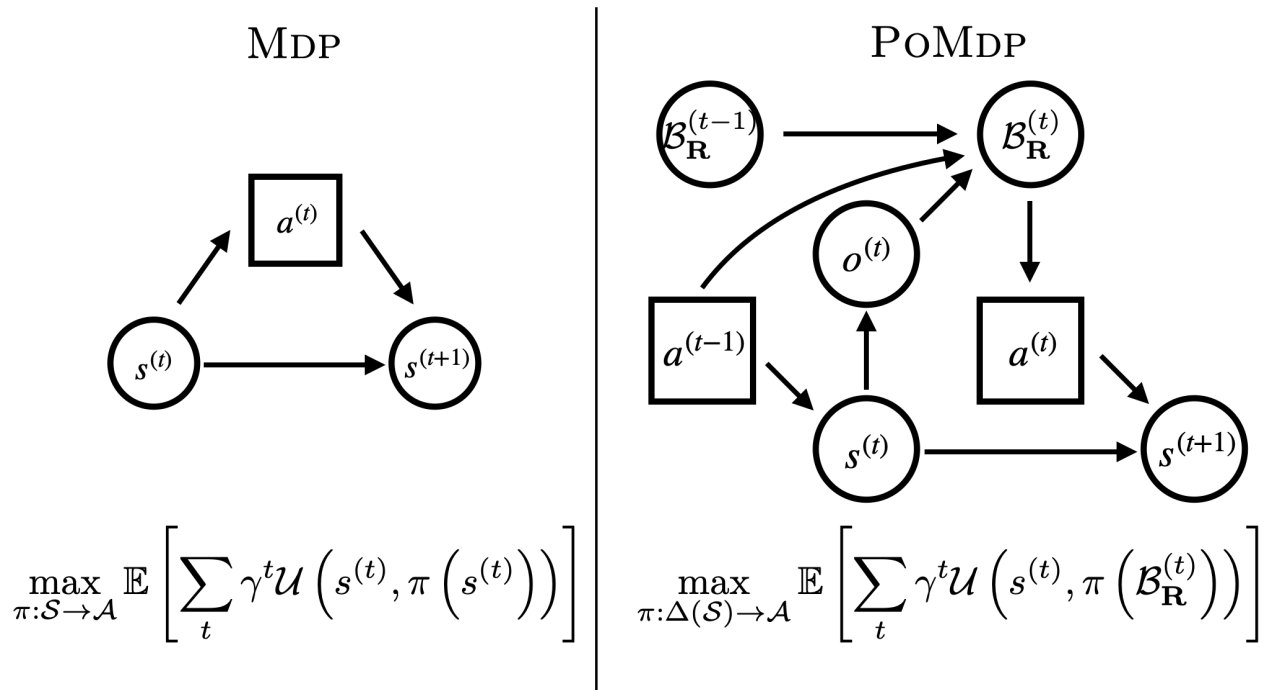 MDP
a^{(t)}
s^{(t)}
s^{(t+1)}
\max_{\pi:\mathcal{S}\to\mathcal{A}} \mathbb{E}\left[\sum_t \gamma^t \mathcal{U}\left(s^{(t)}, \pi\left(s^{(t)}\right)\right)\right]
POMDP
\mathcal{B}_{\mathbf{R}}^{(t-1)}
\mathcal{B}_{\mathbf{R}}^{(t)}
o^{(t)}
a^{(t-1)}
a^{(t)}
s^{(t)}
s^{(t+1)}
\max_{\pi:\Delta(\mathcal{S})\to\mathcal{A}} \mathbb{E}\left[\sum_t \gamma^t \mathcal{U}\left(s^{(t)}, \pi\left(\mathcal{B}_{\mathbf{R}}^{(t)}\right)\right)\right]